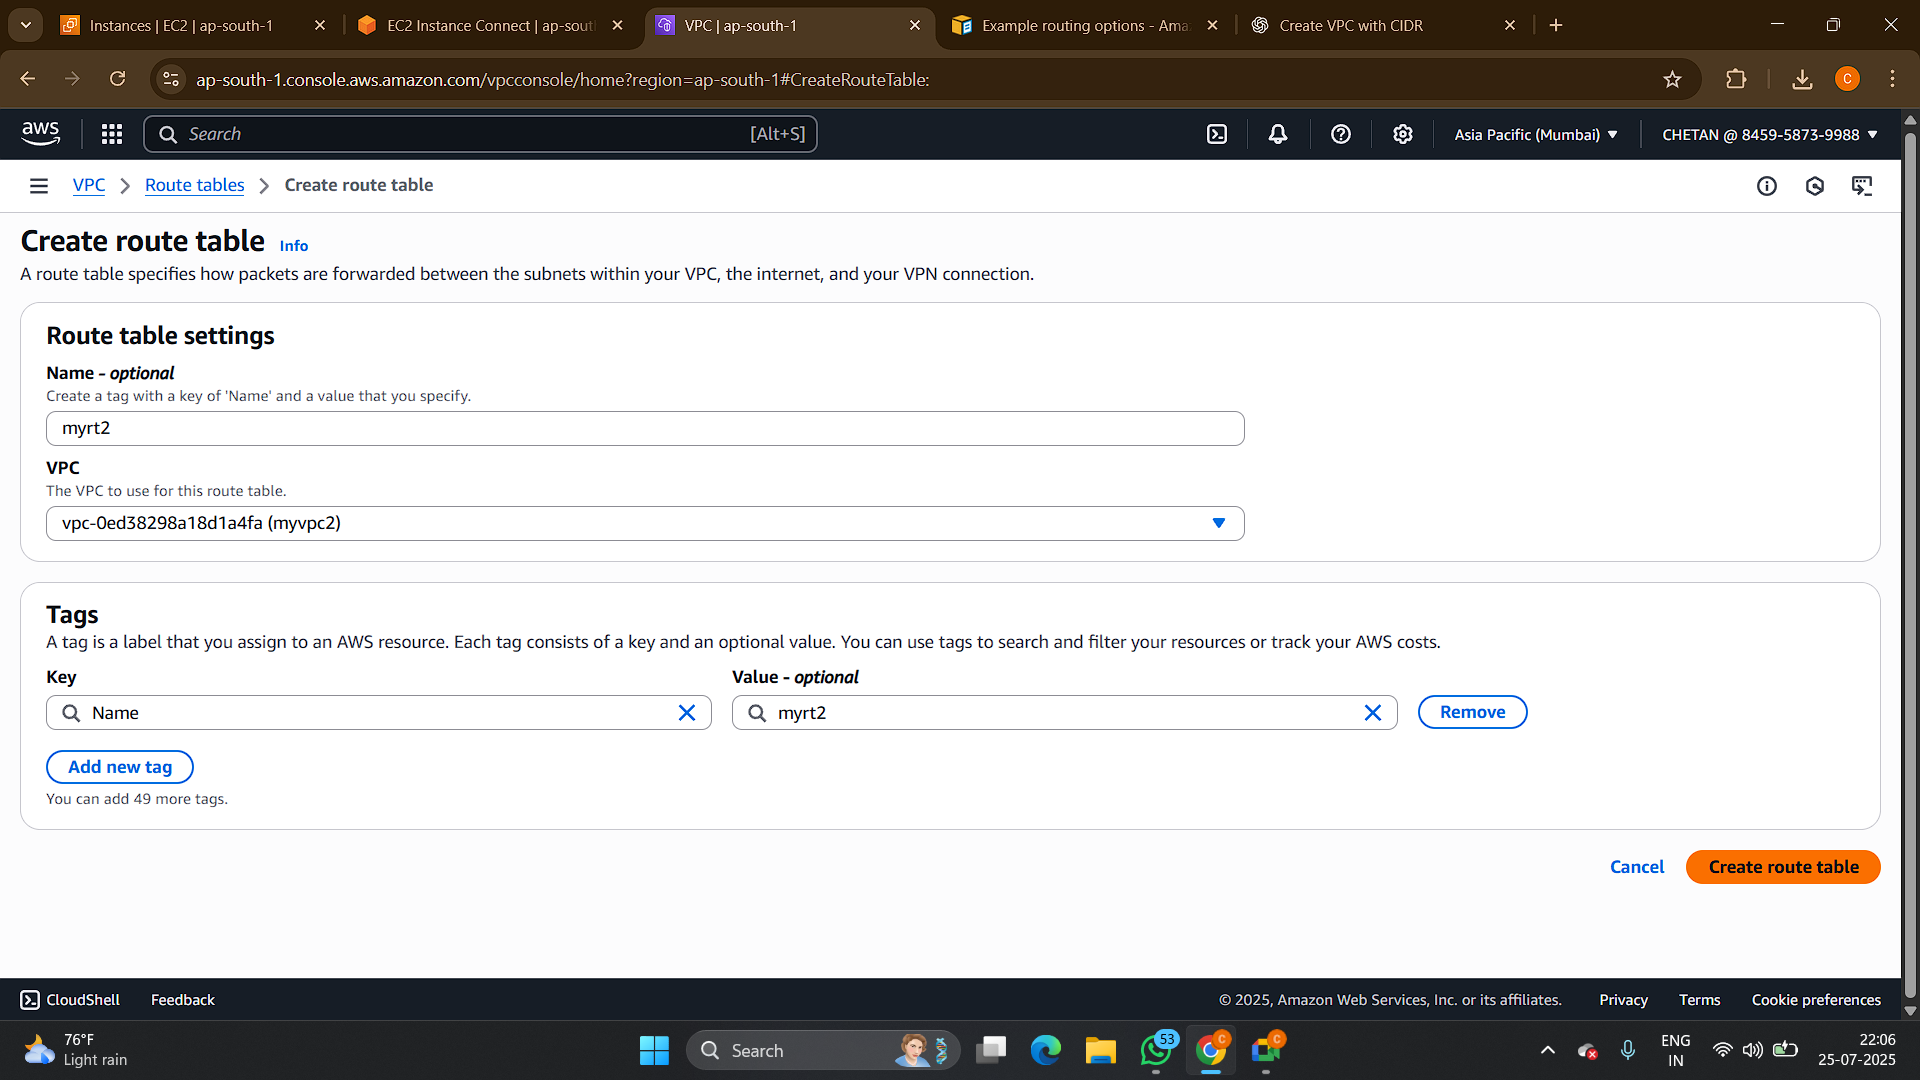 Instances | EC2 | ap-south-1
EC2 Instance Connect | ap-sout
VPC | ap-south-1
Example routing options - Ama
Create VPC with CIDR
ap-south-1.console.aws.amazon.com/vpcconsole/home?region=ap-south-1#CreateRouteTable:
C
aws
Search
[Alt+S]
Asia Pacific (Mumbai)
CHETAN @ 8459-5873-9988
VPC
Route tables
Create route table
Create route table
Info
A route table specifies how packets are forwarded between the subnets within your VPC, the internet, and your VPN connection.
Route table settings
Name - optional
Create a tag with a key of 'Name' and a value that you specify.
myrt2
VPC
The VPC to use for this route table.
vpc-0ed38298a18d1a4fa (myvpc2)
Tags
A tag is a label that you assign to an AWS resource. Each tag consists of a key and an optional value. You can use tags to search and filter your resources or track your AWS costs.
Key
Value - optional
Name
myrt2
Remove
Add new tag
You can add 49 more tags.
Cancel
Create route table
CloudShell
Feedback
© 2025, Amazon Web Services, Inc. or its affiliates.
Privacy
Terms
Cookie preferences
76°F
Light rain
Search
53
C
C
ENG
IN
22:06
25-07-2025